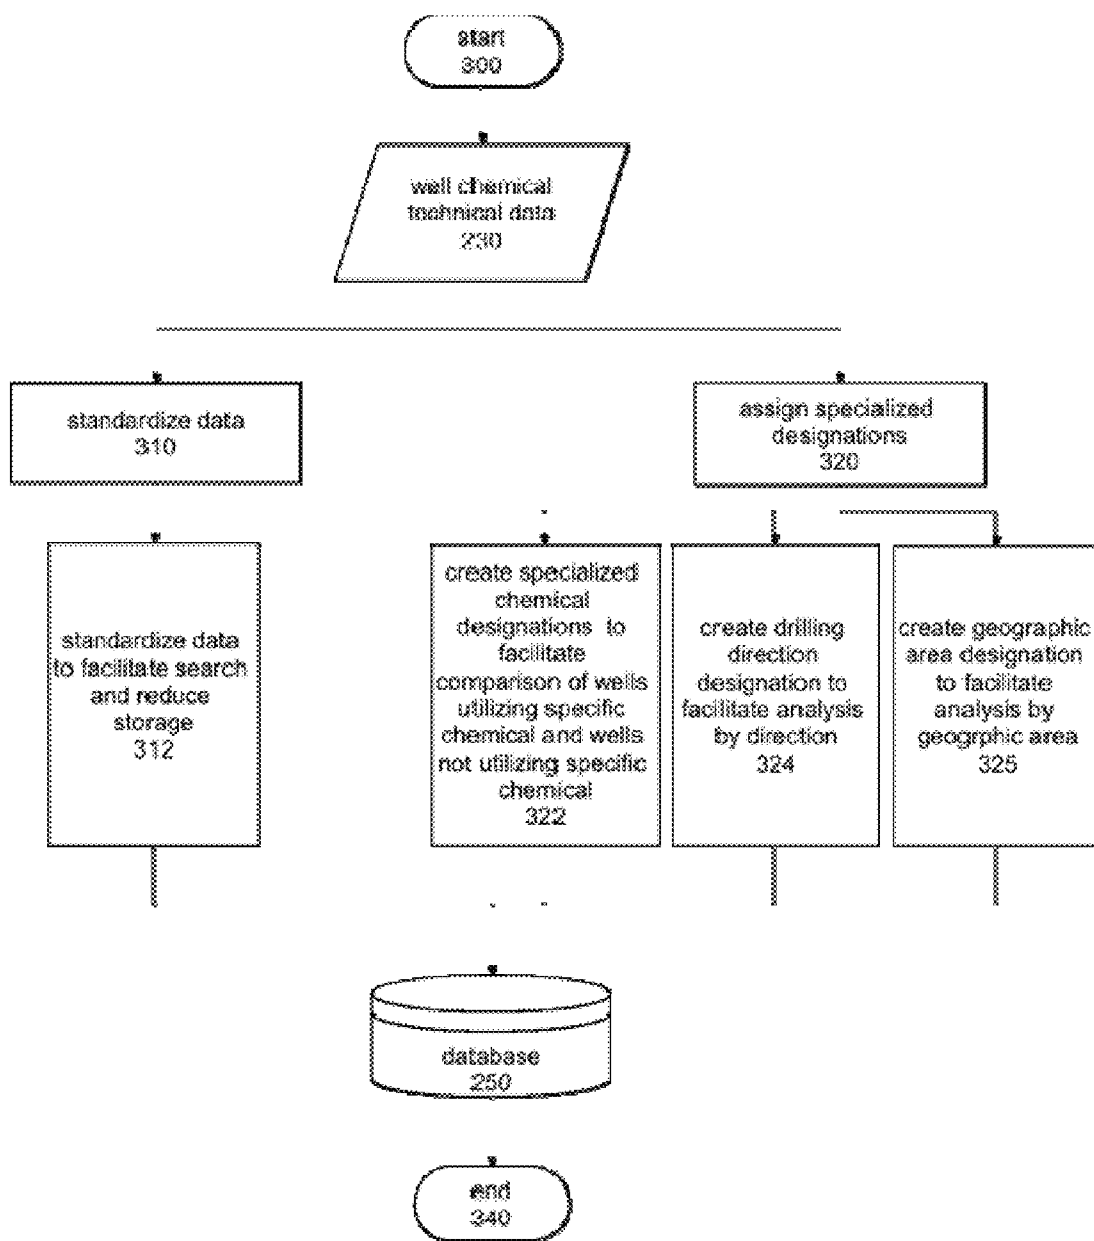 start
300
well chemical
technical data
230
standardize data
310
assign specialized
designations
320
standardize data
to facilitate search
and reduce
storage
312
create specialized
chemical
designations to
facilitate
comparison of wells
utilizing specific
chemical and wells
not utilizing specific
chemical
322
create drilling
direction
designation to
facilitate analysis
by direction
324
create geographic
area designation
to facilitate
analysis by
geogrphic area
325
database
250
end
340